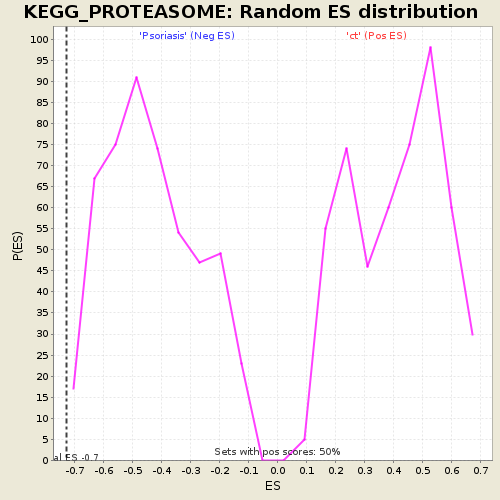 KEGG_PROTEASOME: Random ES distribution
'Psoriasis' (Neg ES)
'ct' (Pos ES)
100
95
90
85
80
75
70
65
60
55
50
45
40
35
30
25
20
15
10
5
0
P(ES)
al ES -0.7
Sets with pos scores: 50%
-0.7 -0.6 -0.5 -0.4 -0.3 -0.2 -0.1 0.0 0.1 0.2 0.3 0.4 0.5 0.6 0.7
ES